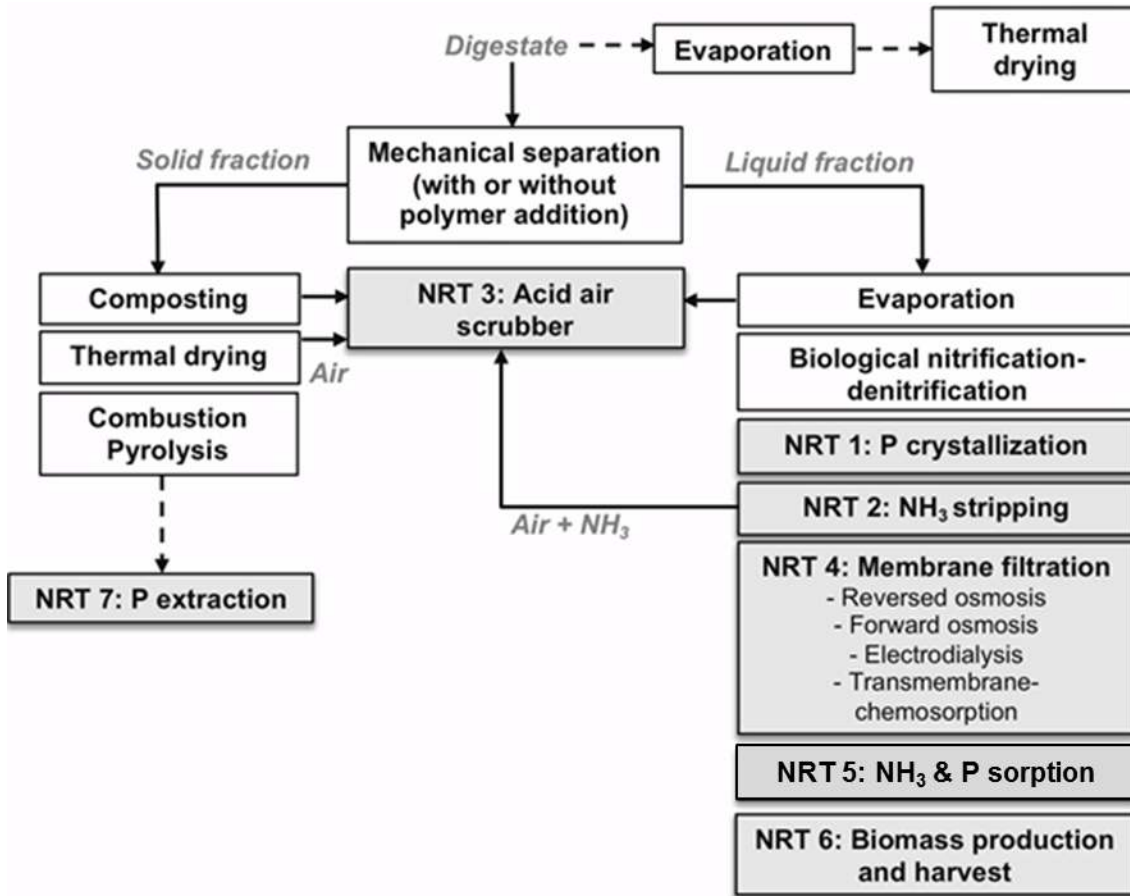 Digestate
Evaporation
Thermal
drying
Mechanical separation
(with or without
polymer addition)
Solid fraction
Liquid fraction
Composting
Thermal drying
Air
Combustion
Pyrolysis
NRT 7: P extraction
NRT 3: Acid air
scrubber
Air + NH₃
Evaporation
Biological nitrification-
denitrification
NRT 1: P crystallization
NRT 2: NH₃ stripping
NRT 4: Membrane filtration
- Reversed osmosis
- Forward osmosis
- Electrodialysis
- Transmembrane-
chemosorption
NRT 5: NH₃ & P sorption
NRT 6: Biomass production
and harvest